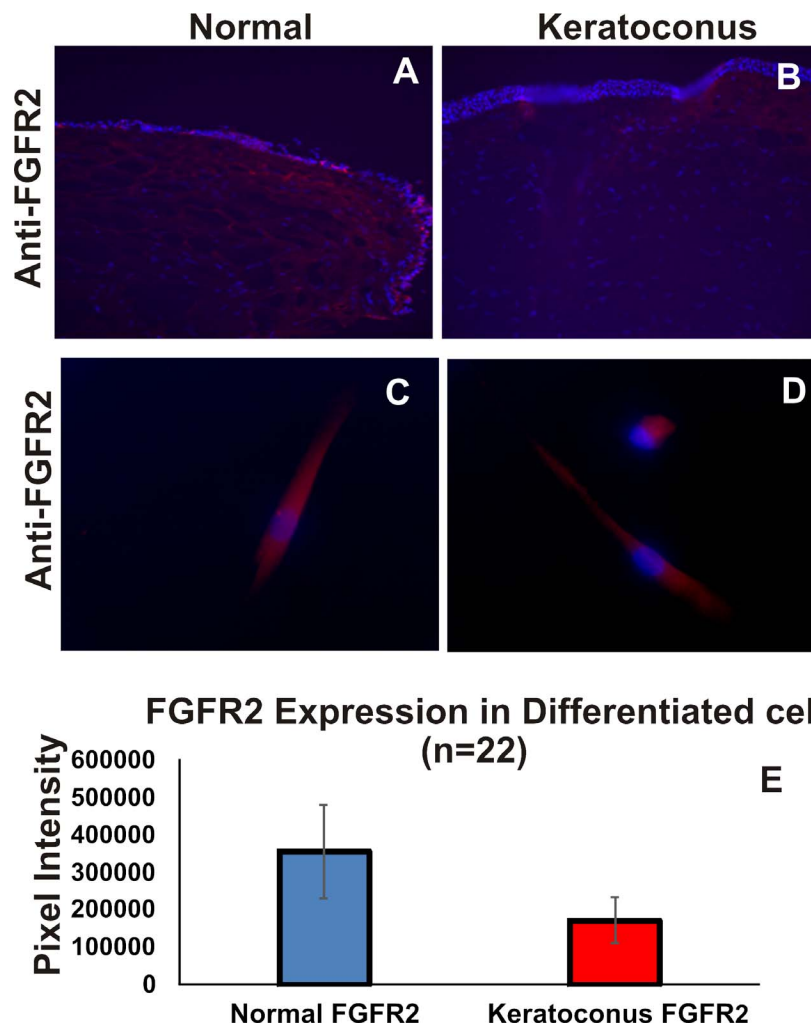 Normal
Keratoconus
Anti-FGFR2
A
B
Anti-FGFR2
C
D
FGFR2 Expression in Differentiated cel
(n=22)
E
Pixel Intensity
600000
500000
400000
300000
200000
100000
0
Normal FGFR2
Keratoconus FGFR2